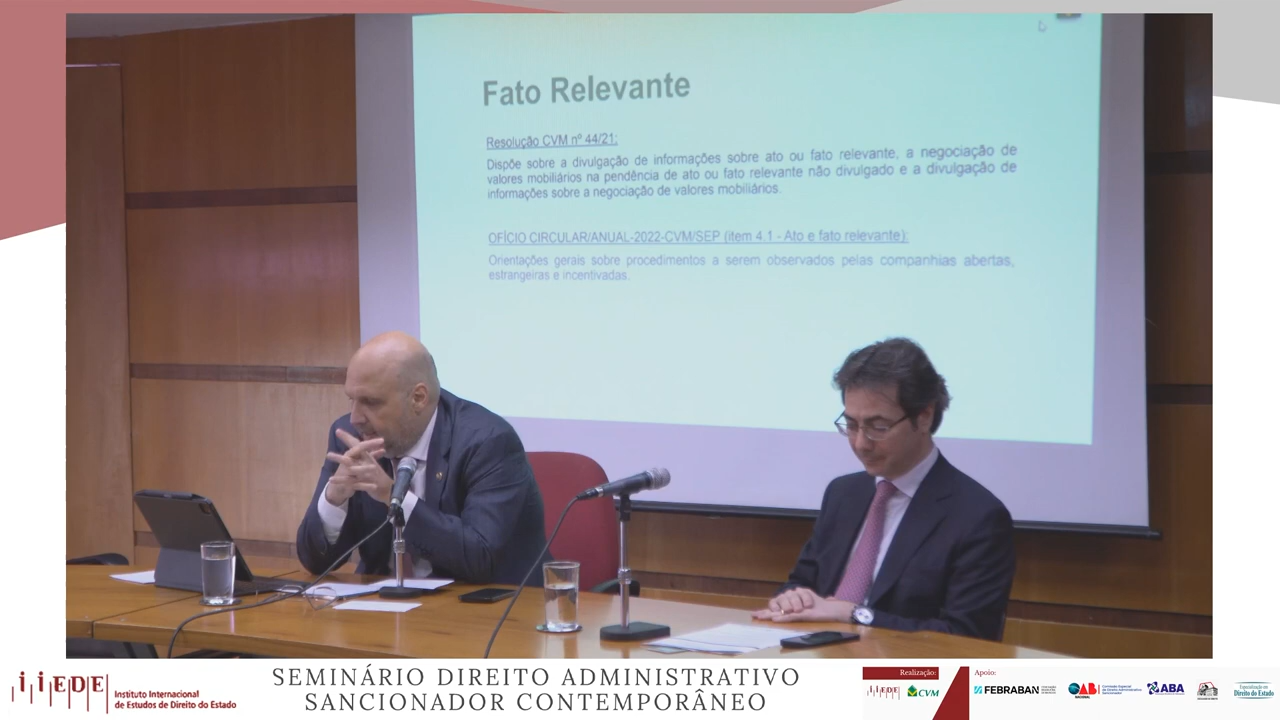 Fato Relevante
Resolução CVM nº 44/21:
Dispõe sobre a divulgação de informações sobre ato ou fato relevante, a negociação de
valores mobiliários na pendência de ato ou fato relevante não divulgado e a divulgação de
informações sobre a negociação de valores mobiliários.
OFÍCIO CIRCULAR/ANUAL-2022-CVM/SEP (item 4.1 - Ato e fato relevante):
Orientações gerais sobre procedimentos a serem observados pelas companhias abertas,
estrangeiras e incentivadas.
iiEDE
Instituto Internacional
de Estudos de Direito do Estado
SEMINÁRIO DIREITO ADMINISTRATIVO
SANCIONADOR CONTEMPORÂNEO
Realização:
iiEDE CVM
Apoio:
FEBRABAN
OAB
NACIONAL
ABA
Direito do Estado